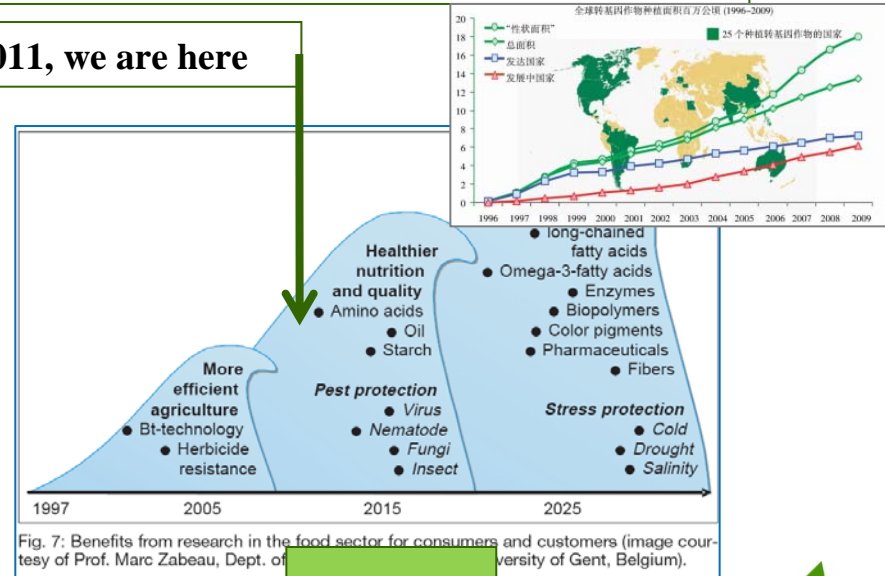 011, we are here
全球转基因作物种植面积百万公顷 (1996-2009)
20
18
16
14
12
10
8
6
4
2
0
"性状面积"
总面积
发达国家
发展中国家
25 个种植转基因作物的国家
1996 1997 1998 1999 2000 2001 2002 2003 2004 2005 2006 2007 2008 2009
More
efficient
agriculture
● Bt-technology
● Herbicide
resistance
Healthier
nutrition
and quality
● Amino acids
● Oil
● Starch
Pest protection
● Virus
● Nematode
● Fungi
● Insect
● long-chained
fatty acids
● Omega-3-fatty acids
● Enzymes
● Biopolymers
● Color pigments
● Pharmaceuticals
● Fibers
Stress protection
● Cold
● Drought
● Salinity
1997 2005 2015 2025
Fig. 7: Benefits from research in the food sector for consumers and customers (image cour-
tesy of Prof. Marc Zabeau, Dept. of versity of Gent, Belgium).